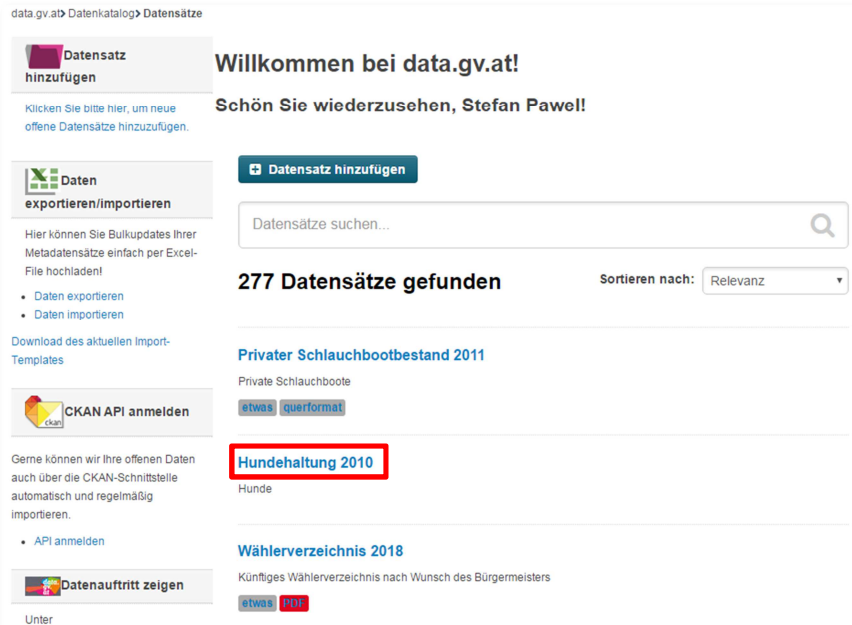 data.gv.at> Datenkatalog> Datensätze
Datensatz
hinzufügen
Klicken Sie bitte hier, um neue
offene Datensätze hinzuzufügen.
Daten
exportieren/importieren
Hier können Sie Bulkupdates Ihrer
Metadatensätze einfach per Excel-
File hochladen!
Daten exportieren
Daten importieren
Download des aktuellen Import-
Templates
ckan
CKAN API anmelden
Gerne können wir Ihre offenen Daten
auch über die CKAN-Schnittstelle
automatisch und regelmäßig
importieren.
API anmelden
Datenauftritt zeigen
Unter
Willkommen bei data.gv.at!
Schön Sie wiederzusehen, Stefan Pawel!
Datensatz hinzufügen
Datensätze suchen...
277 Datensätze gefunden
Sortieren nach: Relevanz
Privater Schlauchbootbestand 2011
Private Schlauchboote
etwas querformat
Hundehaltung 2010
Hunde
Wählerverzeichnis 2018
Künftiges Wählerverzeichnis nach Wunsch des Bürgermeisters
etwas PDF